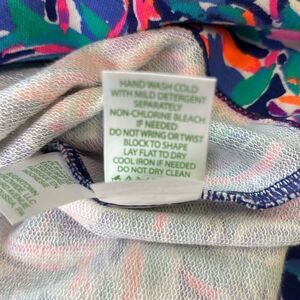 HAND WASH COLD
WITH MILD DETERGENT
SEPARATELY
NON-CHLORINE BLEACH
IF NEEDED
DO NOT WRING OR TWIST
BLOCK TO SHAPE
LAY FLAT TO DRY
COOL IRON IF NEEDED
DO NOT DRY CLEAN